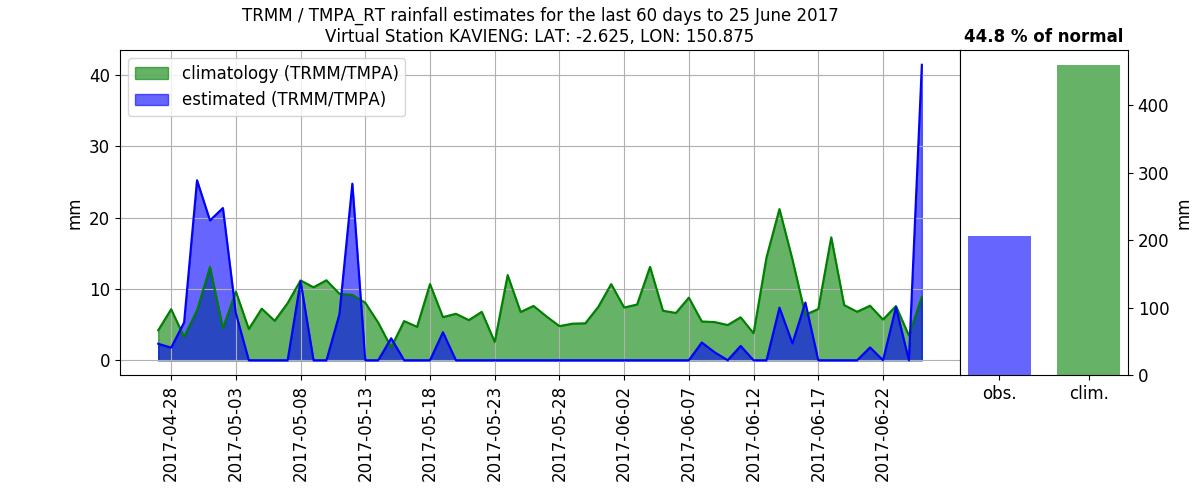 TRMM / TMPA_RT rainfall estimates for the last 60 days to 25 June 2017
Virtual Station KAVIENG: LAT: -2.625, LON: 150.875
44.8 % of normal
climatology (TRMM/TMPA)
estimated (TRMM/TMPA)
mm
40
30
20
10
0
2017-04-28
2017-05-03
2017-05-08
2017-05-13
2017-05-18
2017-05-23
2017-05-28
2017-06-02
2017-06-07
2017-06-12
2017-06-17
2017-06-22
400
300
200
100
0
mm
obs.
clim.